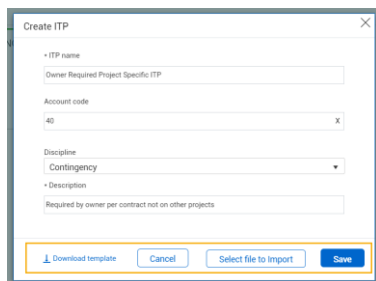 Create ITP
* ITP name
Owner Required Project Specific ITP
Account code
40 X
Discipline
Contingency
* Description
Required by owner per contract not on other projects
Download template Cancel Select file to Import Save